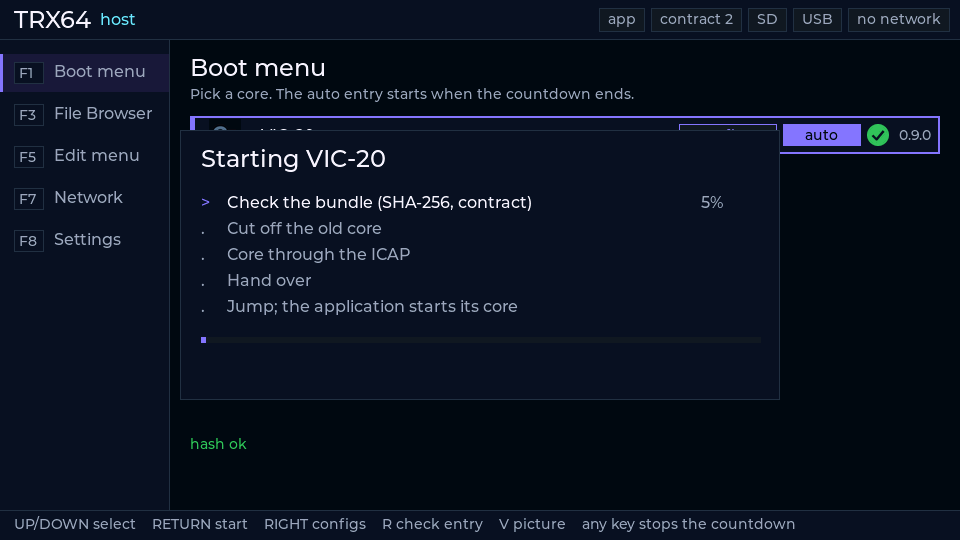 TRX64 host
app contract 2 SD USB no network
F1 Boot menu
F3 File Browser
F5 Edit menu
F7 Network
F8 Settings
Boot menu
Pick a core. The auto entry starts when the countdown ends.
auto 0.9.0
Starting VIC-20
> Check the bundle (SHA-256, contract) 5%
. Cut off the old core
. Core through the ICAP
. Hand over
. Jump; the application starts its core
hash ok
UP/DOWN select RETURN start RIGHT configs R check entry V picture any key stops the countdown